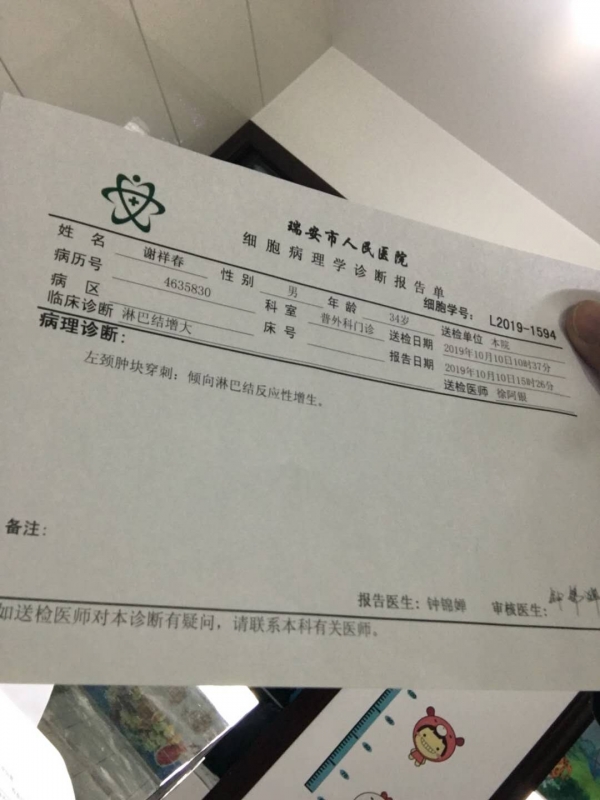 瑞安市人民医院
细胞病理学诊断报告单
细胞学号： L2019-1594
姓名 谢祥春 性别 男 年龄 34岁 送检单位 本院
病历号 4635830 科室 普外科门诊 送检日期 2019年10月10日10时37分
病区 床号 报告日期 2019年10月10日15时26分
临床诊断 淋巴结增大 送检医师 徐阿银
病理诊断：
左颈肿块穿刺：倾向淋巴结反应性增生。
备注：
报告医生：钟锦婵 审核医生：
如送检医师对本诊断有疑问，请联系本科有关医师。